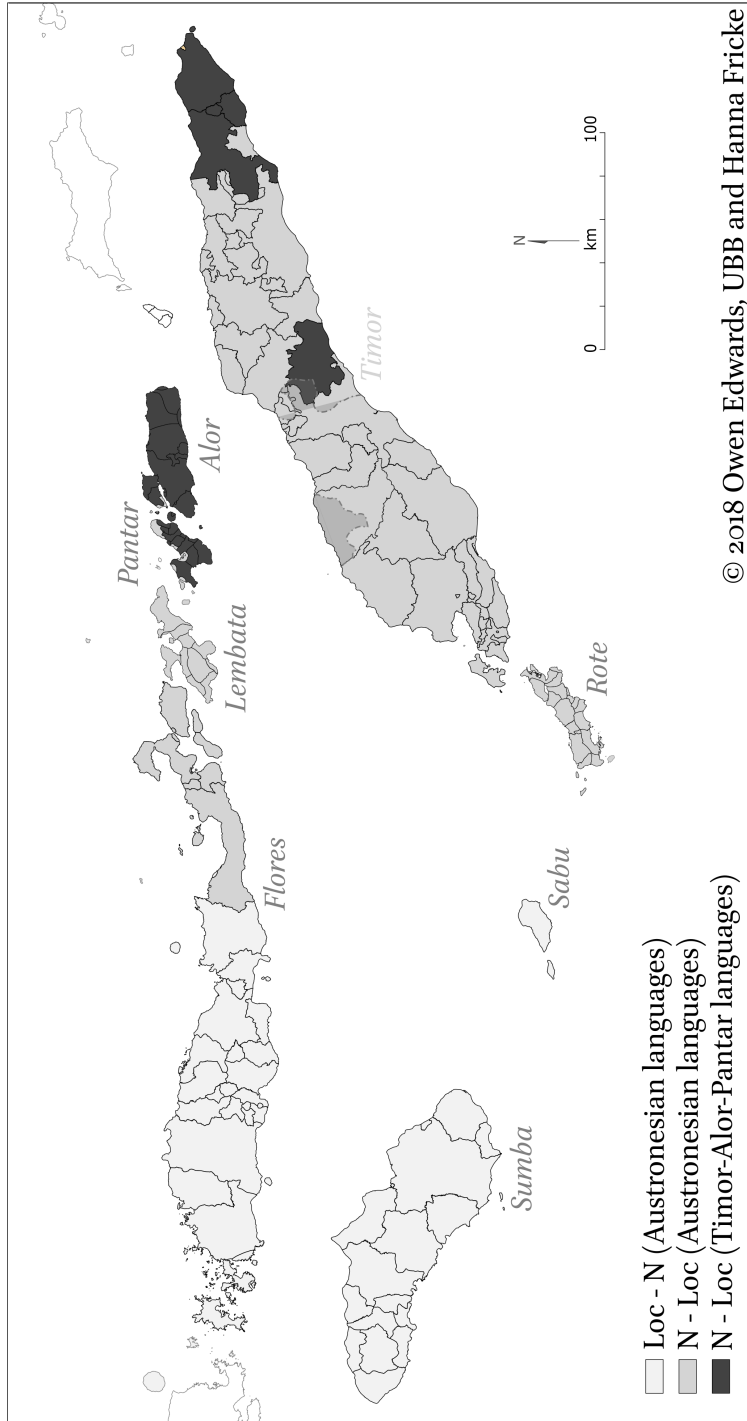 Pantar
Alor
Lembata
Flores
Timor
Rote
Sabu
Sumba
N
0 km 100
Loc - N (Austronesian languages)
N - Loc (Austronesian languages)
N - Loc (Timor-Alor-Pantar languages)
© 2018 Owen Edwards, UBB and Hanna Fricke